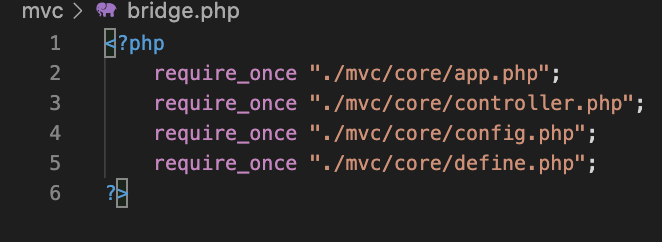 mvc > bridge.php
1 <?php
2 require_once "./mvc/core/app.php";
3 require_once "./mvc/core/controller.php";
4 require_once "./mvc/core/config.php";
5 require_once "./mvc/core/define.php";
6 ?>